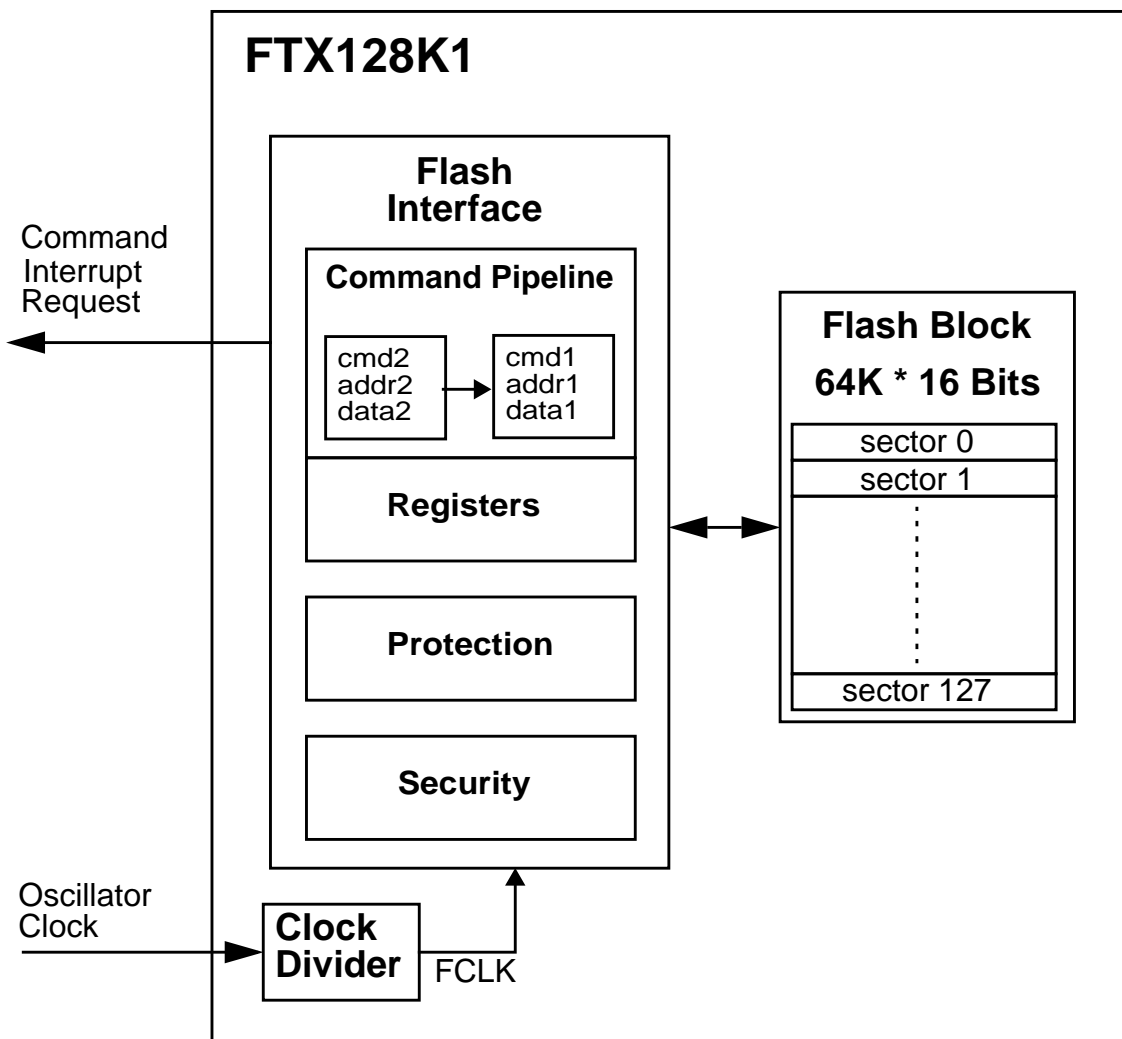 FTX128K1
Flash
Interface
Command
Interrupt
Request
Command Pipeline
cmd2
addr2
data2
cmd1
addr1
data1
Flash Block
64K * 16 Bits
sector 0
sector 1
sector 127
Registers
Protection
Security
Oscillator
Clock
Clock
Divider
FCLK